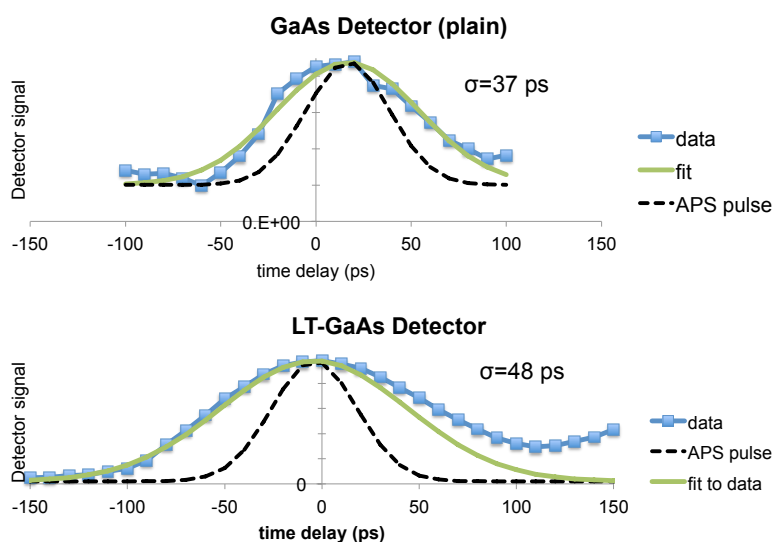 GaAs Detector (plain)
Detector signal
σ=37 ps
data
fit
APS pulse
0.E+00
-150 -100 -50 0 50 100 150
time delay (ps)
LT-GaAs Detector
Detector signal
σ=48 ps
data
APS pulse
fit to data
0
-150 -100 -50 0 50 100 150
time delay (ps)